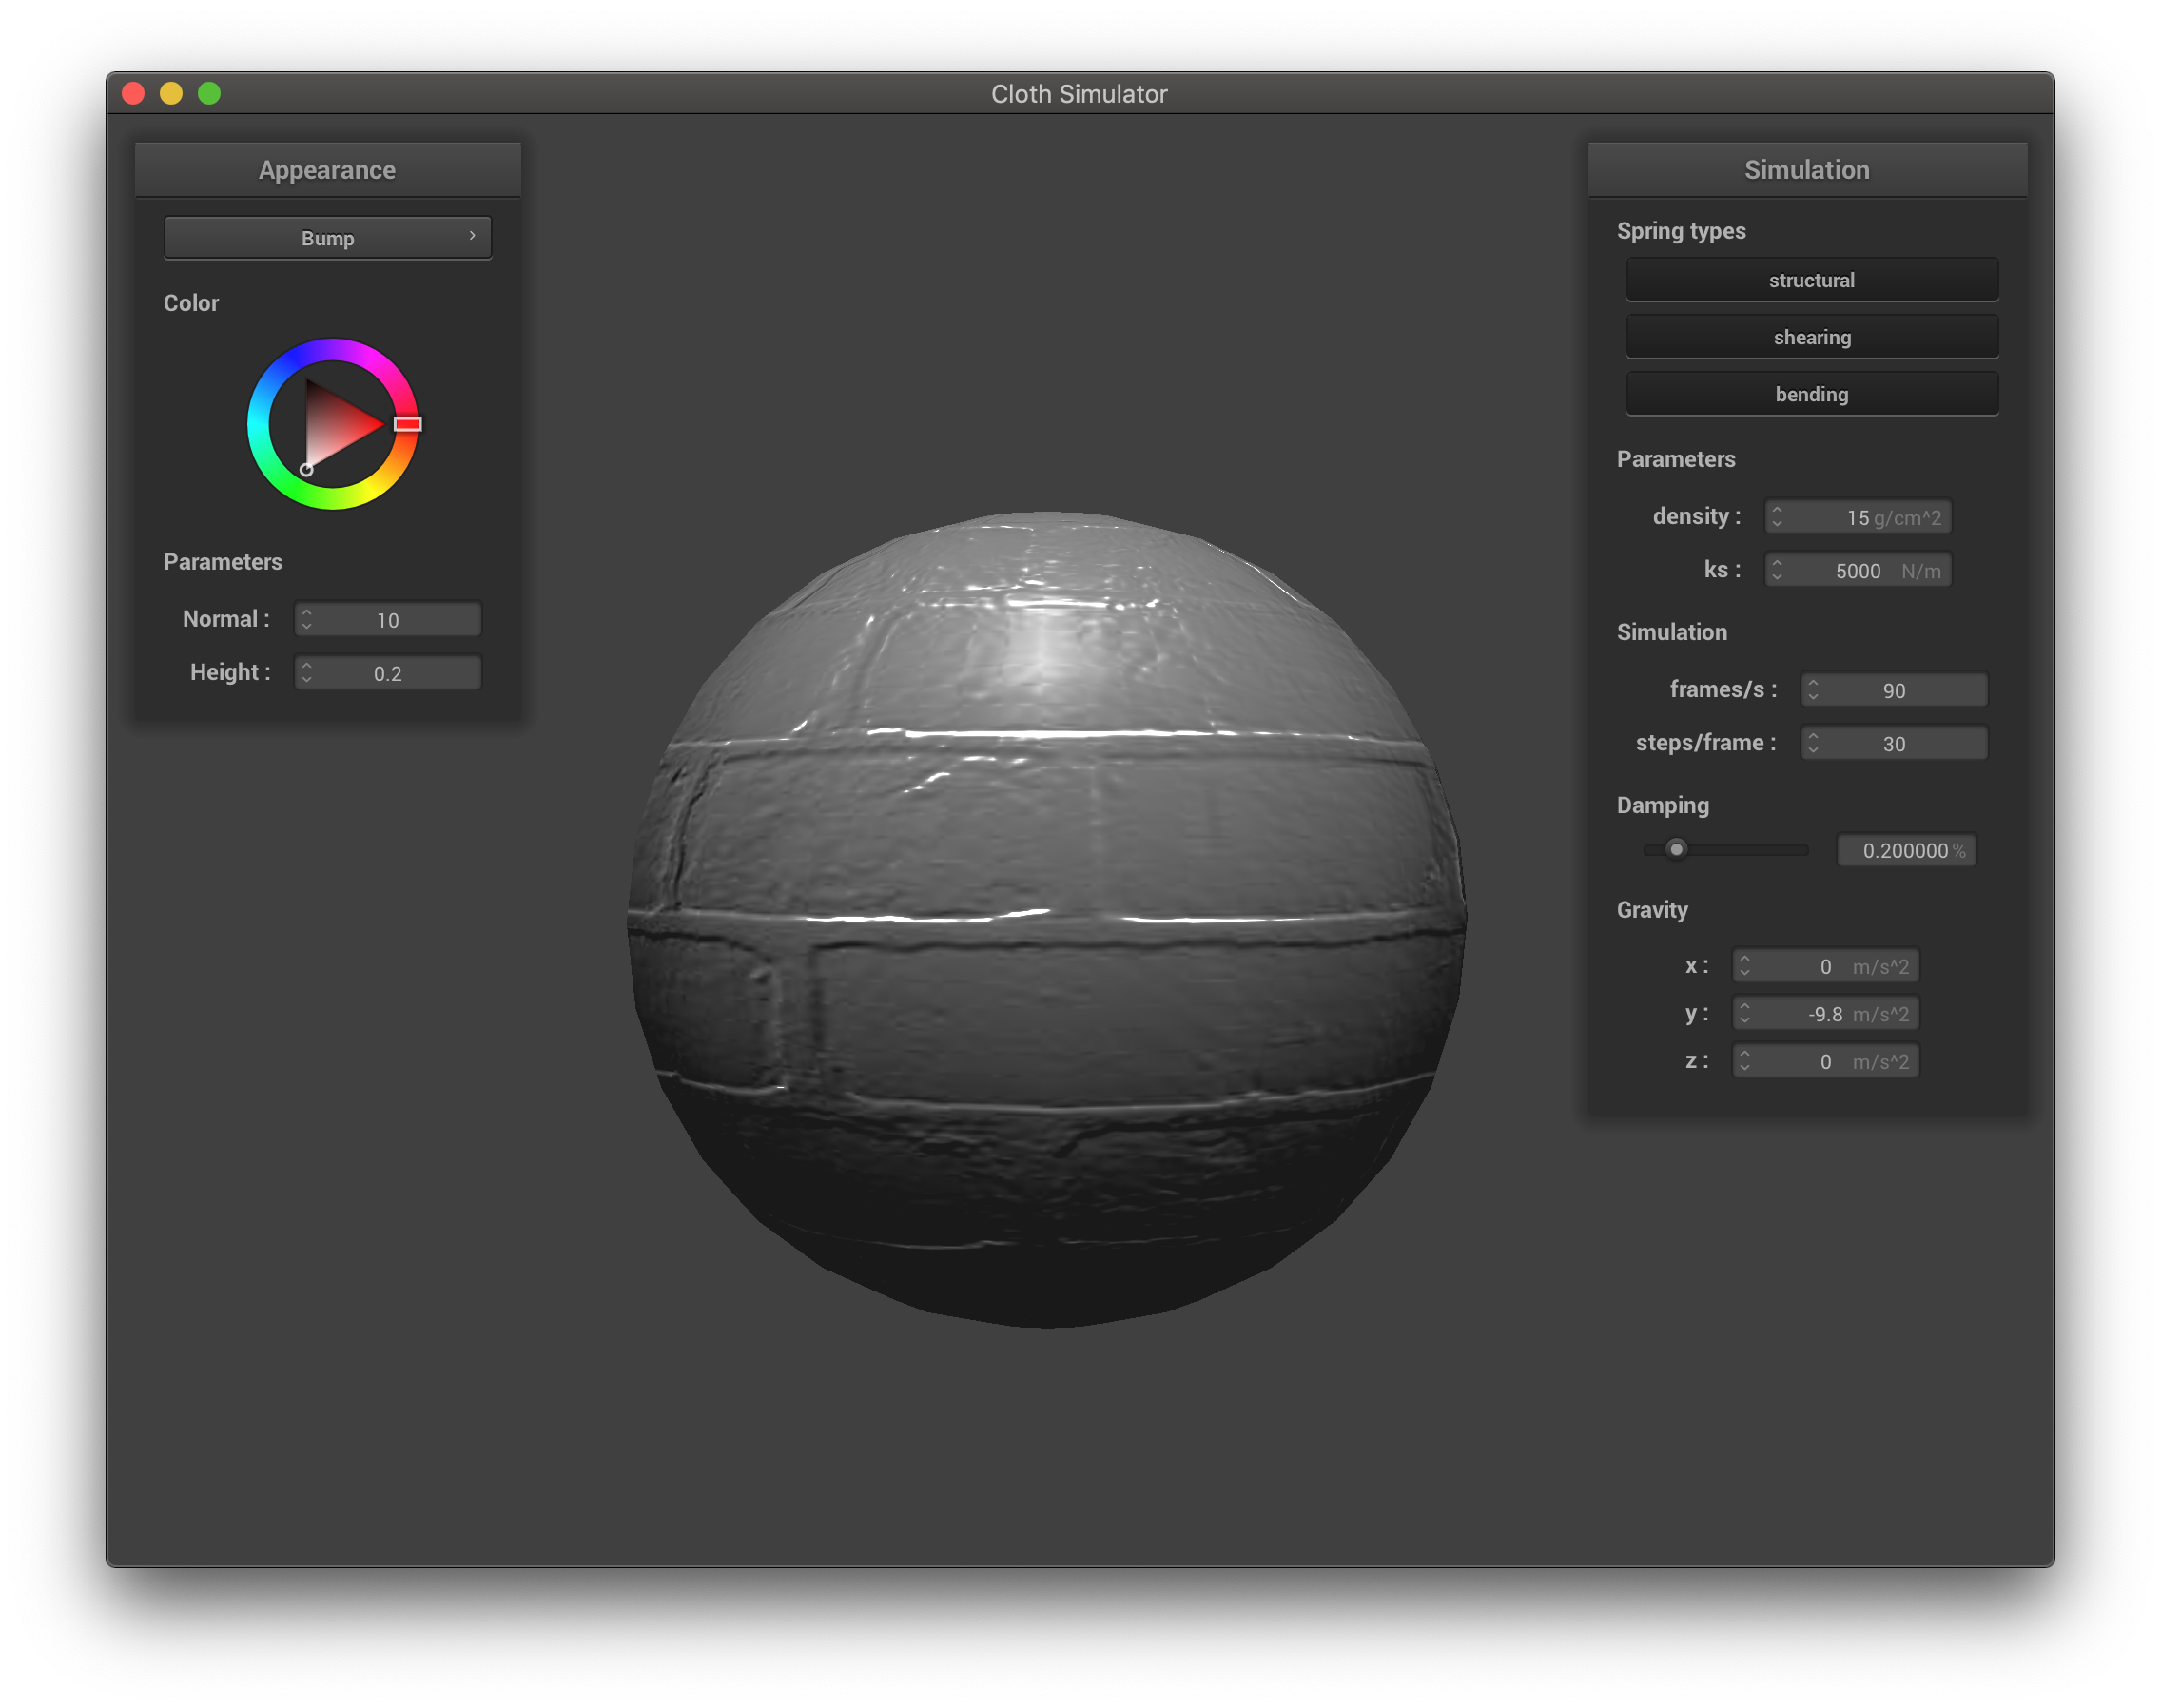 Cloth Simulator
Appearance
Bump
Color
Parameters
Normal : 10
Height : 0.2
Simulation
Spring types
structural
shearing
bending
Parameters
density : 15 g/cm^2
ks : 5000 N/m
Simulation
frames/s : 90
steps/frame : 30
Damping
0.200000 %
Gravity
x : 0 m/s^2
y : -9.8 m/s^2
z : 0 m/s^2